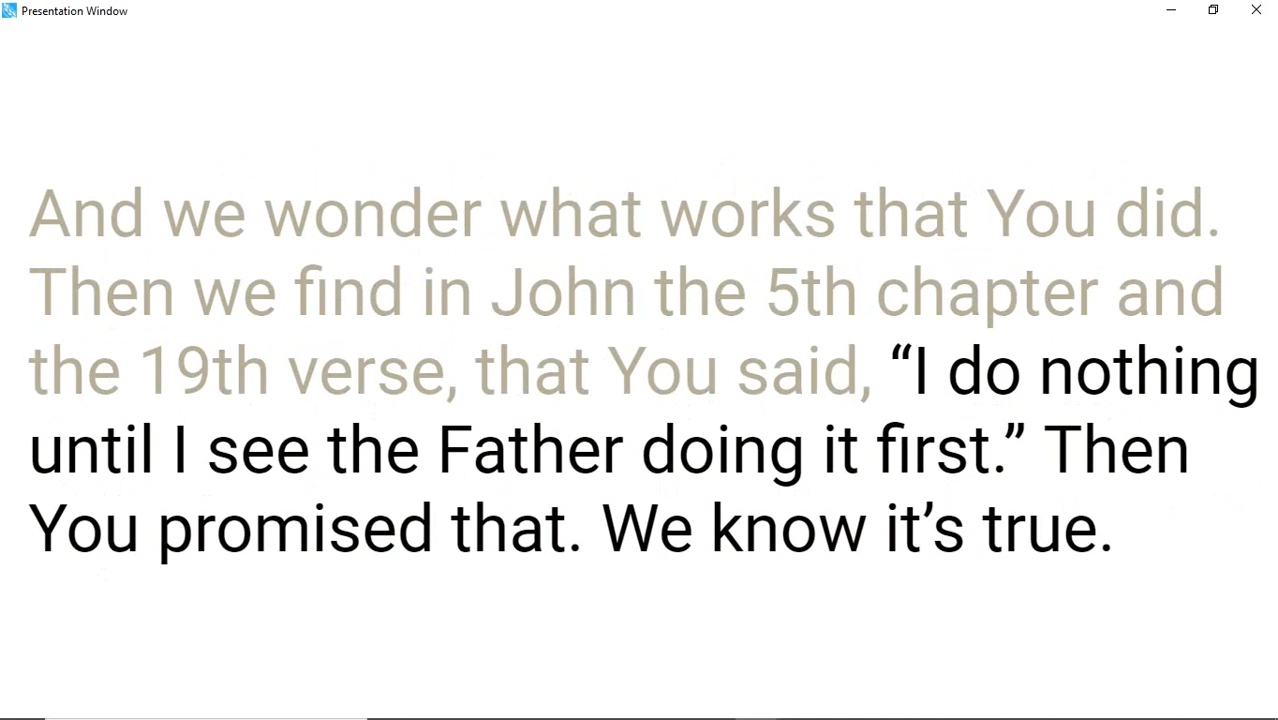 Presentation Window
And we wonder what works that You did.
Then we find in John the 5th chapter and
the 19th verse, that You said, “I do nothing
until I see the Father doing it first.” Then
You promised that. We know it’s true.